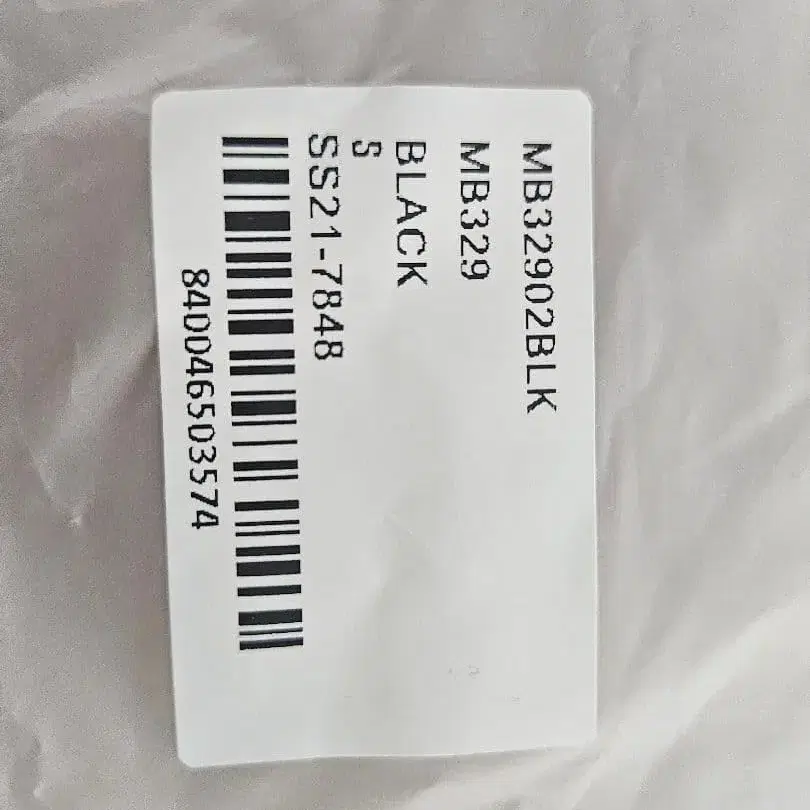 MB32902BLK
MB329
BLACK
S
SS21-7848
840046503574